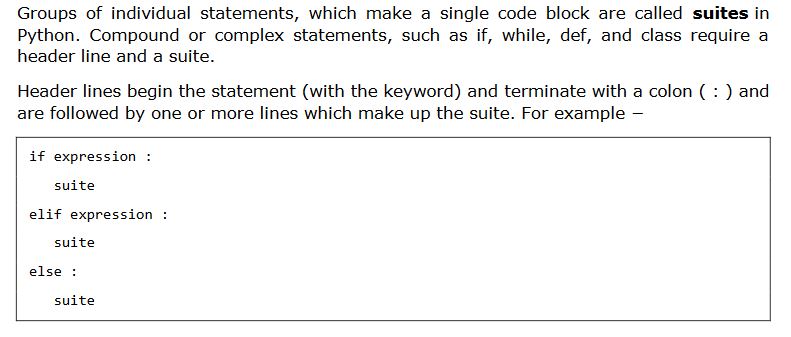 Groups of individual statements, which make a single code block are called suites in
Python. Compound or complex statements, such as if, while, def, and class require a
header line and a suite.
Header lines begin the statement (with the keyword) and terminate with a colon ( : ) and
are followed by one or more lines which make up the suite. For example −
if expression :
suite
elif expression :
suite
else :
suite